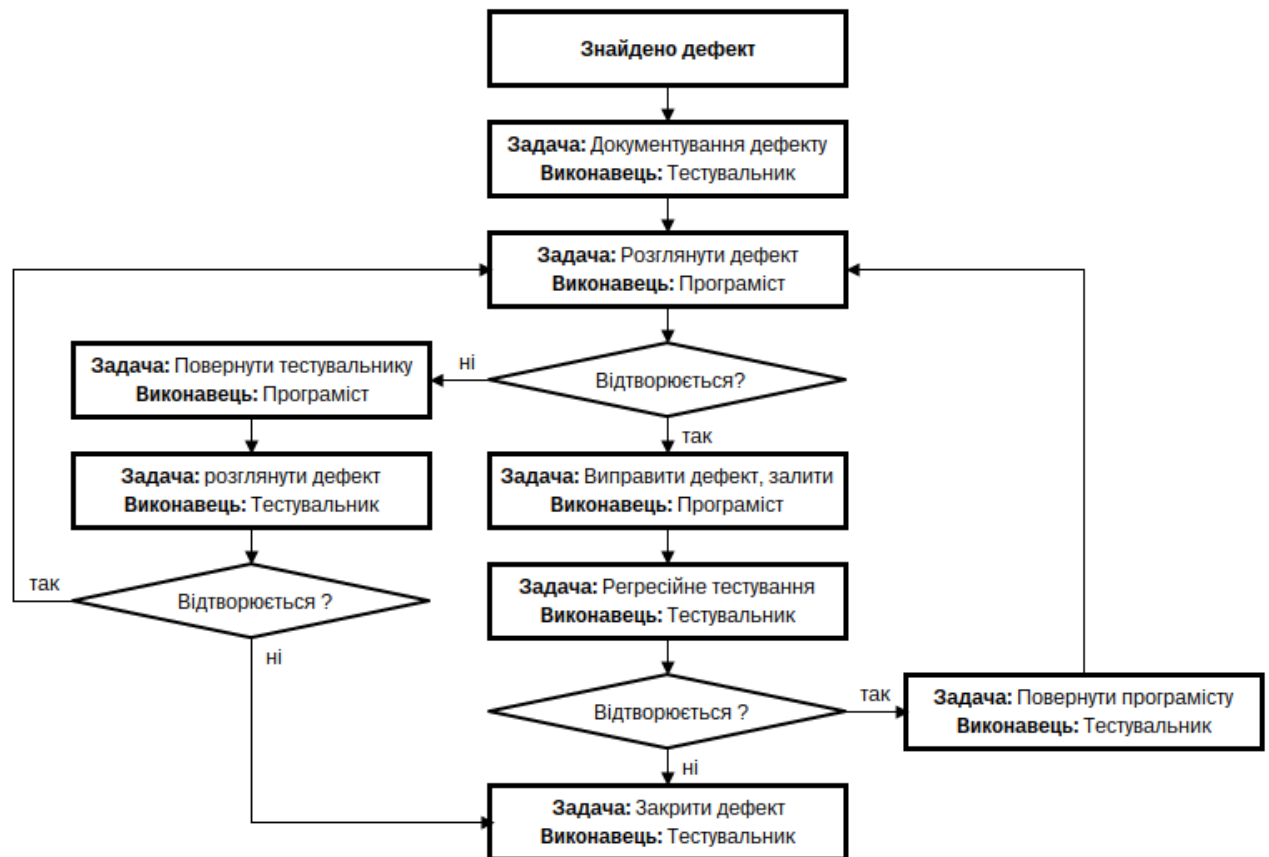 Знайдено дефект
Задача: Документування дефекту
Виконавець: Тестувальник
Задача: Розглянути дефект
Виконавець: Програміст
Задача: Повернути тестувальнику
Виконавець: Програміст
ні
Відтворюється?
так
Задача: розглянути дефект
Виконавець: Тестувальник
Задача: Виправити дефект, залити
Виконавець: Програміст
так
Відтворюється ?
ні
Задача: Регресійне тестування
Виконавець: Тестувальник
Відтворюється ?
так
Задача: Повернути програмісту
Виконавець: Тестувальник
ні
Задача: Закрити дефект
Виконавець: Тестувальник